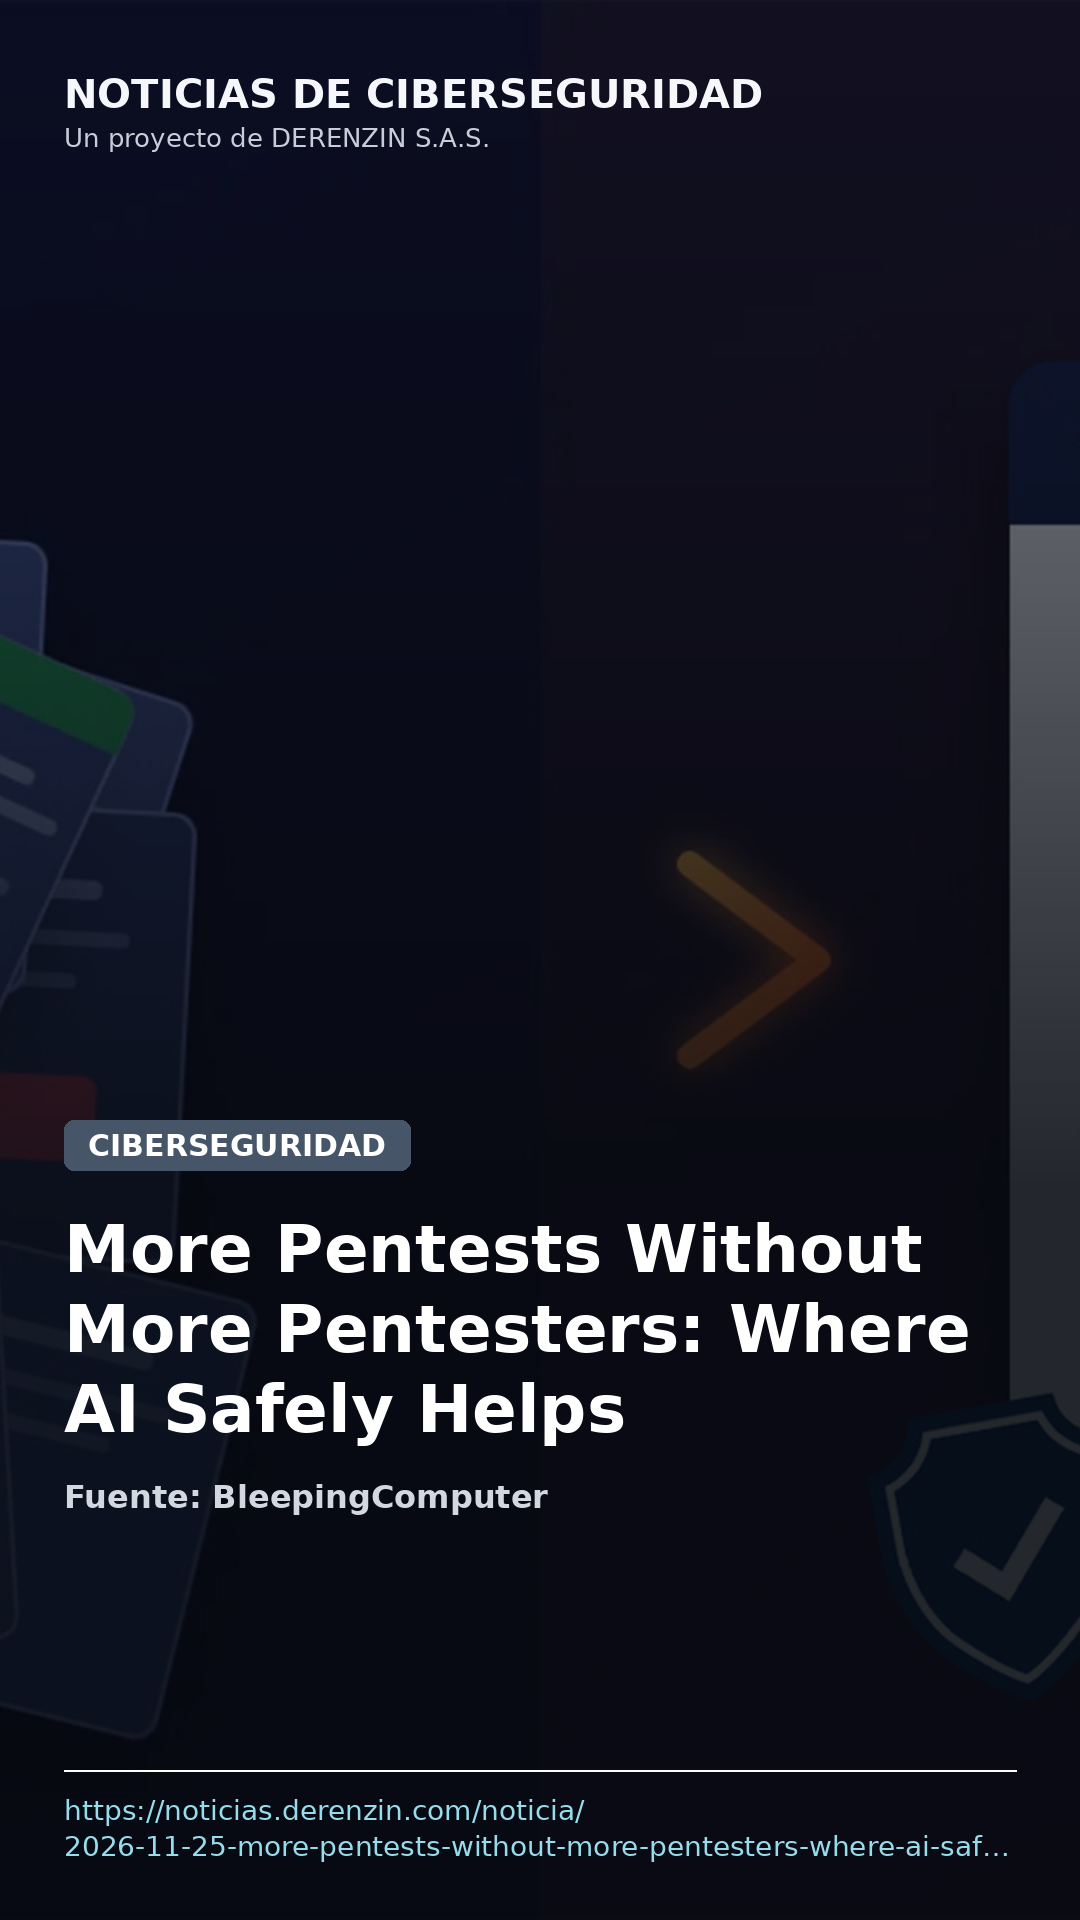 NOTICIAS DE CIBERSEGURIDAD
Un proyecto de DERENZIN S.A.S.
CIBERSEGURIDAD
More Pentests Without
More Pentesters: Where
AI Safely Helps
Fuente: BleepingComputer
https://noticias.derenzin.com/noticia/
2026-11-25-more-pentests-without-more-pentesters-where-ai-saf…